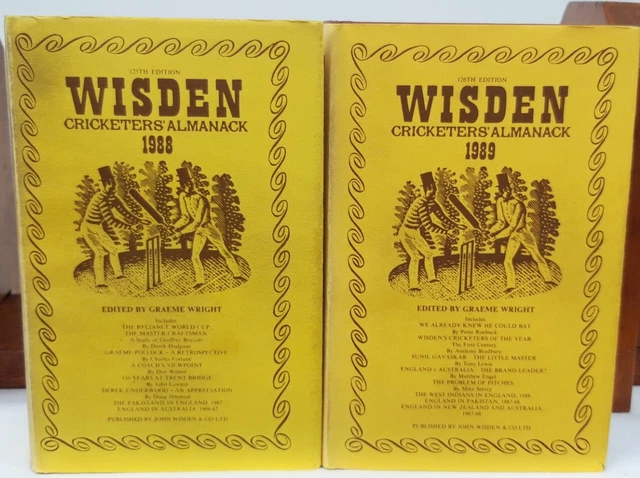 125TH EDITION
WISDEN
CRICKETERS' ALMANACK
1988
EDITED BY GRAEME WRIGHT
Includes
THE RELIANCE WORLD CUP
THE MASTER CRAFTSMAN
A Study of Geoffrey Boycott
By Derek Hodgson
GRAEME POLLOCK – A RETROSPECTIVE
By Charles Fortune
A COACH'S VIEWPOINT
By Don Wilson
150 YEARS AT TRENT BRIDGE
By John Lawson
DEREK UNDERWOOD – AN APPRECIATION
By Doug Ibbotson
THE PAKISTANIS IN ENGLAND, 1987
ENGLAND IN AUSTRALIA, 1986-87
PUBLISHED BY JOHN WISDEN & CO LTD
126TH EDITION
WISDEN
CRICKETERS' ALMANACK
1989
EDITED BY GRAEME WRIGHT
Includes
WE ALREADY KNEW HE COULD BAT
By Peter Roebuck
WISDEN'S CRICKETERS OF THE YEAR
The First Century
By Anthony Bradbury
SUNIL GAVASKAR – THE LITTLE MASTER
By Tony Lewis
ENGLAND v AUSTRALIA – THE BRAND LEADER?
By Matthew Engel
THE PROBLEM OF PITCHES
By Mike Selvey
THE WEST INDIANS IN ENGLAND, 1988
ENGLAND IN PAKISTAN, 1987-88
ENGLAND IN NEW ZEALAND AND AUSTRALIA,
1987-88
PUBLISHED BY JOHN WISDEN & CO LTD